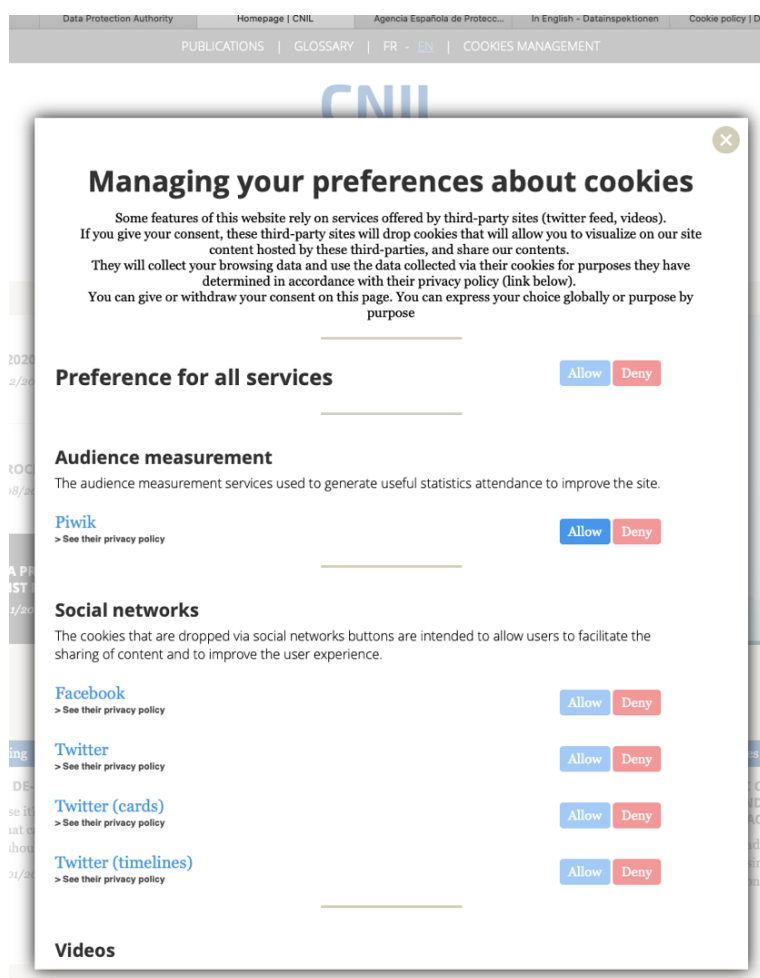 Data Protection Authority
Homepage | CNIL
Agencia Española de Protecc...
In English – Datainspektionen
Cookie policy | D
PUBLICATIONS | GLOSSARY | FR - EN | COOKIES MANAGEMENT
CNIL
Managing your preferences about cookies
Some features of this website rely on services offered by third-party sites (twitter feed, videos).
If you give your consent, these third-party sites will drop cookies that will allow you to visualize on our site
content hosted by these third-parties, and share our contents.
They will collect your browsing data and use the data collected via their cookies for purposes they have
determined in accordance with their privacy policy (link below).
You can give or withdraw your consent on this page. You can express your choice globally or purpose by
purpose
Preference for all services
Allow Deny
Audience measurement
The audience measurement services used to generate useful statistics attendance to improve the site.
Piwik
Allow Deny
> See their privacy policy
Social networks
The cookies that are dropped via social networks buttons are intended to allow users to facilitate the
sharing of content and to improve the user experience.
Facebook
Allow Deny
> See their privacy policy
Twitter
Allow Deny
> See their privacy policy
Twitter (cards)
Allow Deny
> See their privacy policy
Twitter (timelines)
Allow Deny
> See their privacy policy
Videos